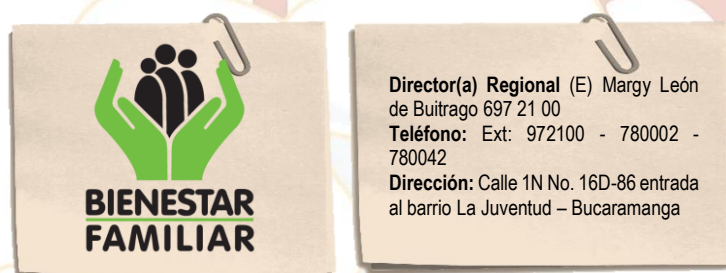 BIENESTAR
FAMILIAR
Director(a) Regional (E) Margy León
de Buitrago 697 21 00
Teléfono: Ext: 972100 - 780002 -
780042
Dirección: Calle 1N No. 16D-86 entrada
al barrio La Juventud – Bucaramanga